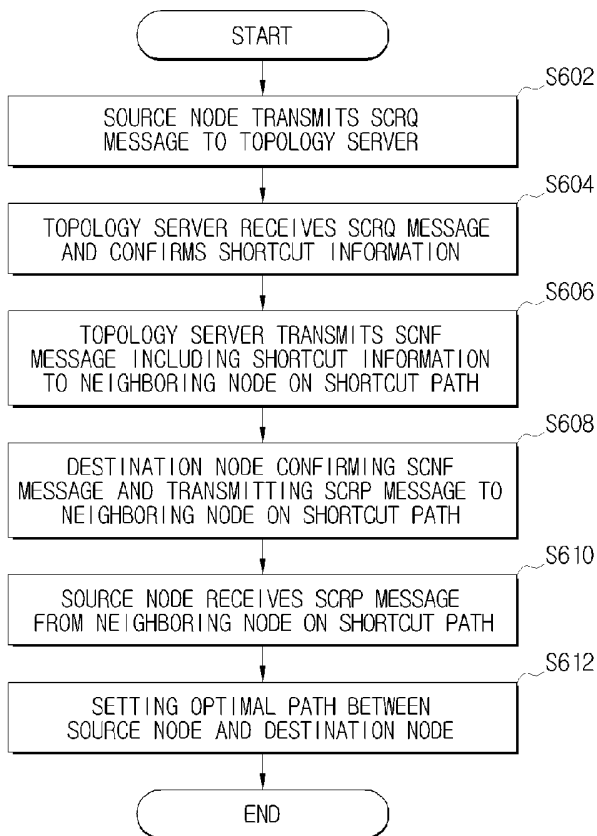 START
S602
SOURCE NODE TRANSMITS SCRQ
MESSAGE TO TOPOLOGY SERVER
S604
TOPOLOGY SERVER RECEIVES SCRQ MESSAGE
AND CONFIRMS SHORTCUT INFORMATION
S606
TOPOLOGY SERVER TRANSMITS SCNF
MESSAGE INCLUDING SHORTCUT INFORMATION
TO NEIGHBORING NODE ON SHORTCUT PATH
S608
DESTINATION NODE CONFIRMING SCNF
MESSAGE AND TRANSMITTING SCRP MESSAGE TO
NEIGHBORING NODE ON SHORTCUT PATH
S610
SOURCE NODE RECEIVES SCRP MESSAGE
FROM NEIGHBORING NODE ON SHORTCUT PATH
S612
SETTING OPTIMAL PATH BETWEEN
SOURCE NODE AND DESTINATION NODE
END